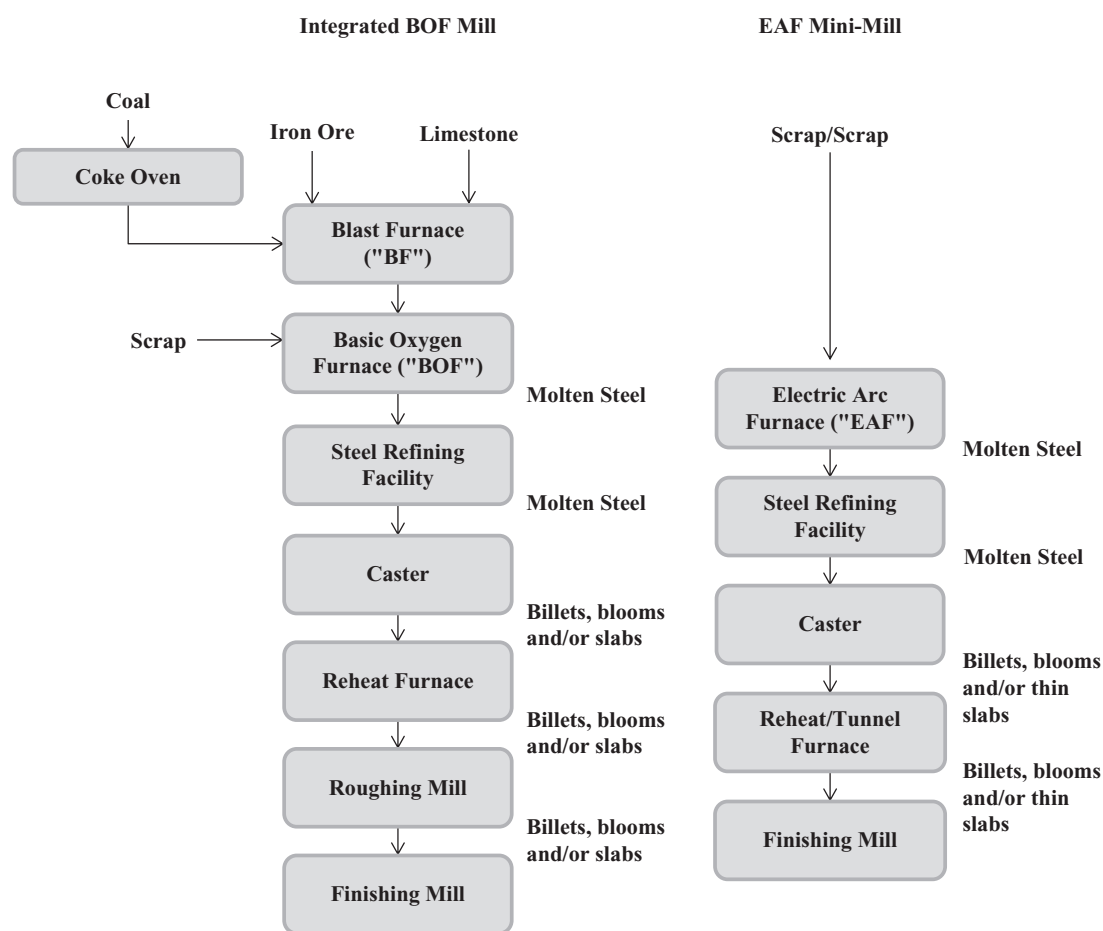 Integrated BOF Mill
EAF Mini-Mill
Coal
Coke Oven
Iron Ore
Limestone
Blast Furnace
("BF")
Scrap
Basic Oxygen
Furnace ("BOF")
Molten Steel
Steel Refining
Facility
Molten Steel
Caster
Billets, blooms
and/or slabs
Reheat Furnace
Billets, blooms
and/or slabs
Roughing Mill
Billets, blooms
and/or slabs
Finishing Mill
Scrap/Scrap
Electric Arc
Furnace ("EAF")
Molten Steel
Steel Refining
Facility
Molten Steel
Caster
Billets, blooms
and/or thin
slabs
Reheat/Tunnel
Furnace
Billets, blooms
and/or thin
slabs
Finishing Mill